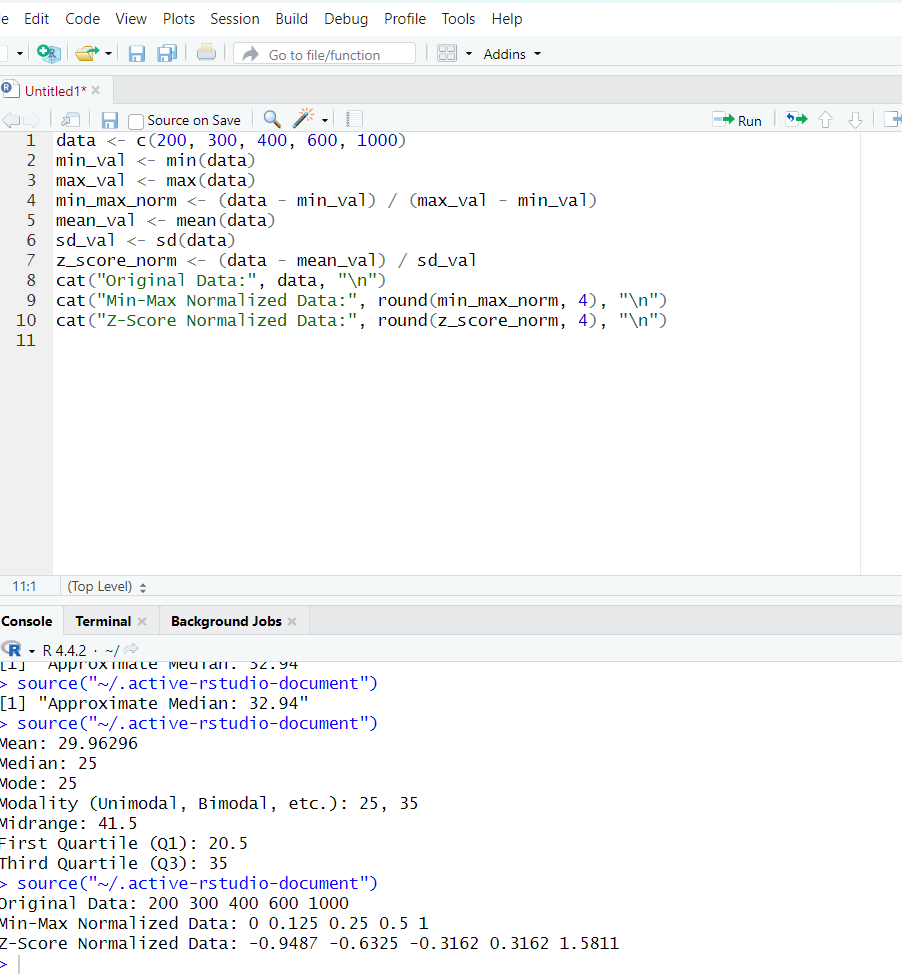 e Edit Code View Plots Session Build Debug Profile Tools Help
Go to file/function Addins
Untitled1*
Source on Save Run
1 data <- c(200, 300, 400, 600, 1000)
2 min_val <- min(data)
3 max_val <- max(data)
4 min_max_norm <- (data - min_val) / (max_val - min_val)
5 mean_val <- mean(data)
6 sd_val <- sd(data)
7 z_score_norm <- (data - mean_val) / sd_val
8 cat("Original Data:", data, "\n")
9 cat("Min-Max Normalized Data:", round(min_max_norm, 4), "\n")
10 cat("Z-Score Normalized Data:", round(z_score_norm, 4), "\n")
11
11:1 (Top Level)
Console Terminal Background Jobs
R 4.4.2 · ~/
[1] "Approximate Median: 32.94"
> source("~/.active-rstudio-document")
[1] "Approximate Median: 32.94"
> source("~/.active-rstudio-document")
Mean: 29.96296
Median: 25
Mode: 25
Modality (Unimodal, Bimodal, etc.): 25, 35
Midrange: 41.5
First Quartile (Q1): 20.5
Third Quartile (Q3): 35
> source("~/.active-rstudio-document")
Original Data: 200 300 400 600 1000
Min-Max Normalized Data: 0 0.125 0.25 0.5 1
Z-Score Normalized Data: -0.9487 -0.6325 -0.3162 0.3162 1.5811
>